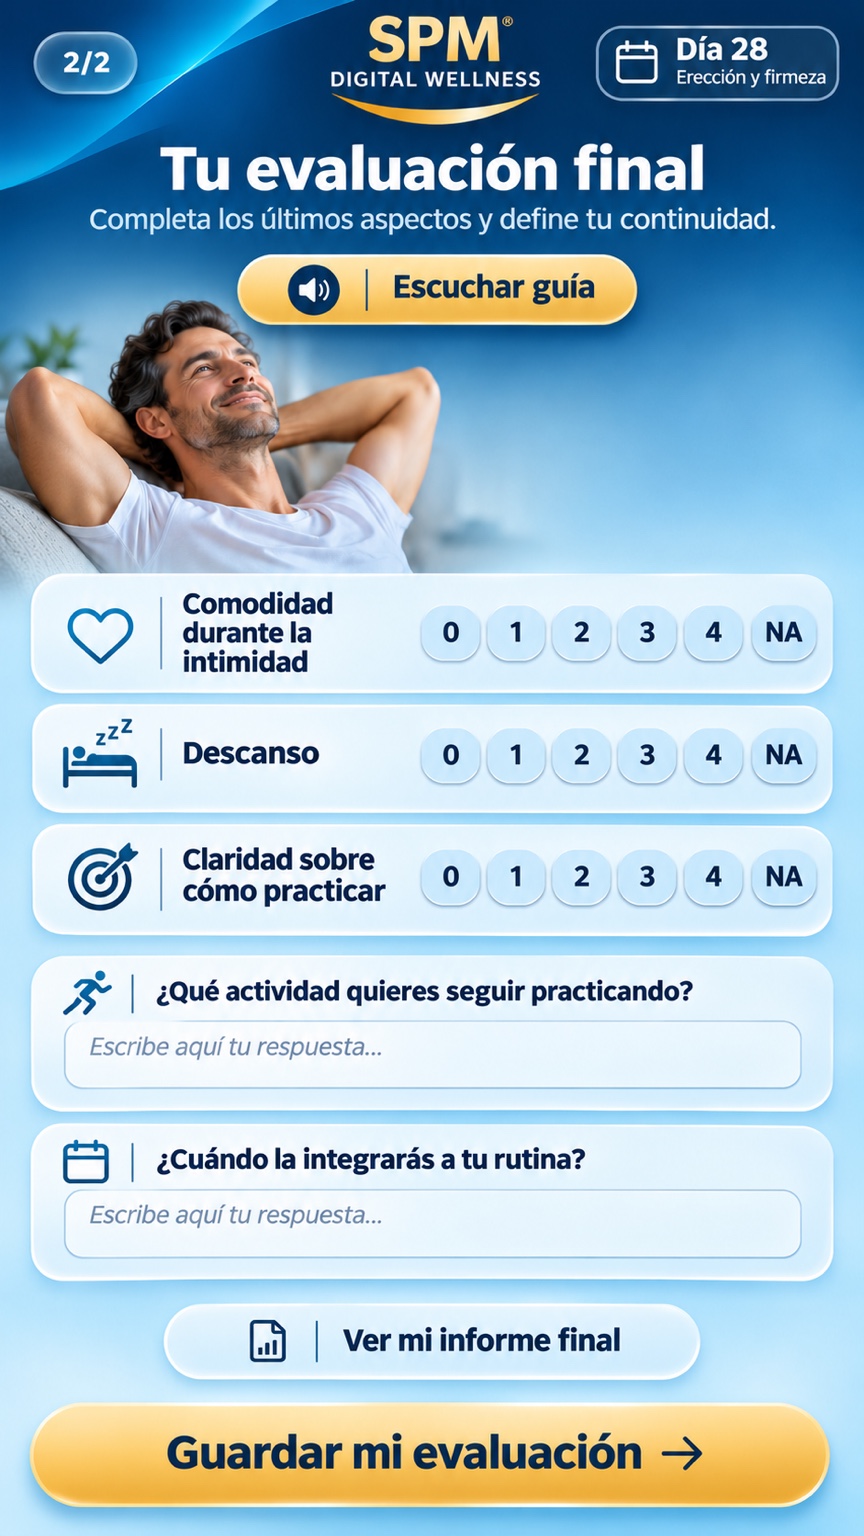 2/2
SPM®
DIGITAL WELLNESS
Día 28
Erección y firmeza
Tu evaluación final
Completa los últimos aspectos y define tu continuidad.
Escuchar guía
Comodidad
durante la
intimidad
0 1 2 3 4 NA
zzZ
Descanso
0 1 2 3 4 NA
Claridad sobre
cómo practicar
0 1 2 3 4 NA
¿Qué actividad quieres seguir practicando?
Escribe aquí tu respuesta...
¿Cuándo la integrarás a tu rutina?
Escribe aquí tu respuesta...
Ver mi informe final
Guardar mi evaluación →